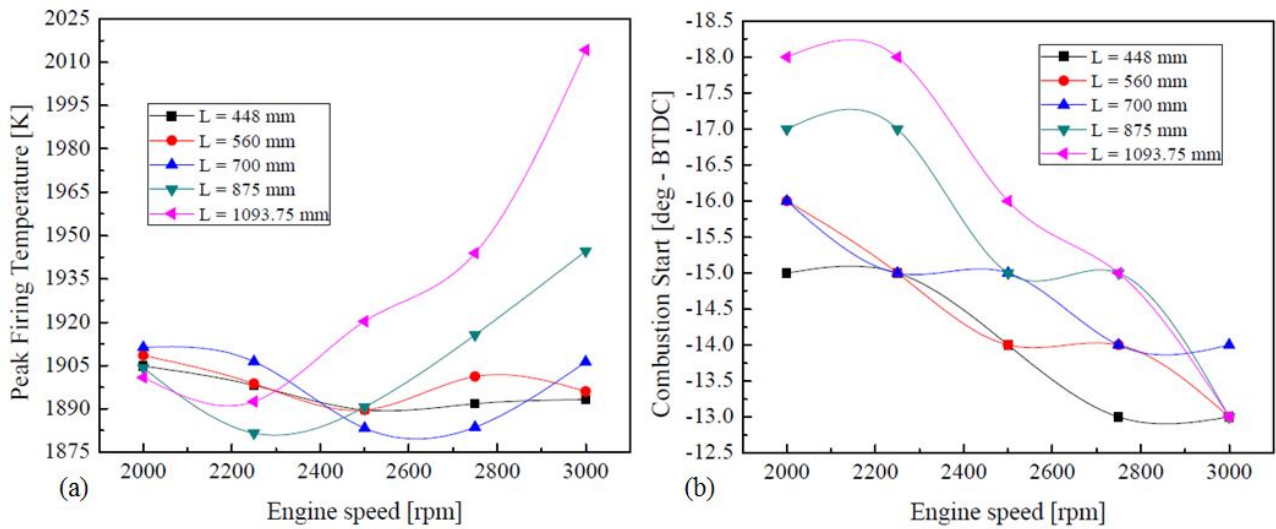 Peak Firing Temperature [K]
2025
2010
1995
1980
1965
1950
1935
1920
1905
1890
1875
L = 448 mm
L = 560 mm
L = 700 mm
L = 875 mm
L = 1093.75 mm
2000 2200 2400 2600 2800 3000
(a)
Engine speed [rpm]
Combustion Start [deg - BTDC]
-18.5
-18.0
-17.5
-17.0
-16.5
-16.0
-15.5
-15.0
-14.5
-14.0
-13.5
-13.0
-12.5
L = 448 mm
L = 560 mm
L = 700 mm
L = 875 mm
L = 1093.75 mm
2000 2200 2400 2600 2800 3000
(b)
Engine speed [rpm]